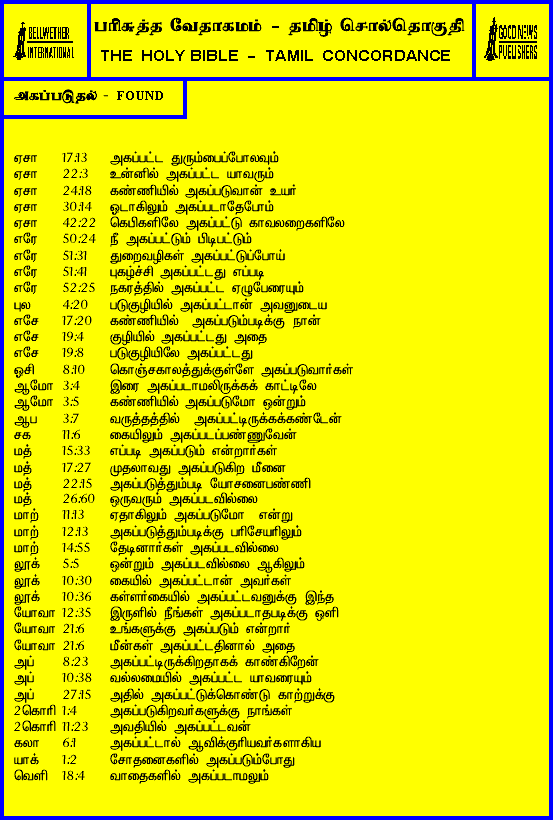 BELLWETHER
INTERNATIONAL
பரிசுத்த வேதாகமம் - தமிழ் சொல்தொகுதி
THE HOLY BIBLE - TAMIL CONCORDANCE
GOOD NEWS
PUBLISHERS
அகப்படுதல் - FOUND
ஏசா 17:13 அகப்பட்ட துரும்பைப்போலவும்
ஏசா 22:3 உன்னில் அகப்பட்ட யாவரும்
ஏசா 24:18 கண்ணியில் அகப்படுவான் உயர்
ஏசா 30:14 ஒடாகிலும் அகப்படாதேபோம்
ஏசா 42:22 கெபிகளிலே அகப்பட்டு காவலறைகளிலே
எரே 50:24 நீ அகப்பட்டும் பிடிபட்டும்
எரே 51:31 துறைவழிகள் அகப்பட்டுப்போய்
எரே 51:41 புகழ்ச்சி அகப்பட்டது எப்படி
எரே 52:25 நகரத்தில் அகப்பட்ட ஏழுபேரையும்
புல 4:20 படுகுழியில் அகப்பட்டான் அவனுடைய
எசே 17:20 கண்ணியில் அகப்படும்படிக்கு நான்
எசே 19:4 குழியில் அகப்பட்டது அதை
எசே 19:8 படுகுழியிலே அகப்பட்டது
ஓசி 8:10 கொஞ்சகாலத்துக்குள்ளே அகப்படுவார்கள்
ஆமோ 3:4 இரை அகப்படாமலிருக்கக் காட்டிலே
ஆமோ 3:5 கண்ணியில் அகப்படுமோ ஒன்றும்
ஆப 3:7 வருத்தத்தில் அகப்பட்டிருக்கக்கண்டேன்
சக 11:6 கையிலும் அகப்படப்பண்ணுவேன்
மத் 15:33 எப்படி அகப்படும் என்றார்கள்
மத் 17:27 முதலாவது அகப்படுகிற மீனை
மத் 22:15 அகப்படுத்தும்படி யோசனைபண்ணி
மத் 26:60 ஒருவரும் அகப்படவில்லை
மாற் 11:13 ஏதாகிலும் அகப்படுமோ என்று
மாற் 12:13 அகப்படுத்தும்படிக்கு பரிசேயரிலும்
மாற் 14:55 தேடினார்கள் அகப்படவில்லை
லூக் 5:5 ஒன்றும் அகப்படவில்லை ஆகிலும்
லூக் 10:30 கையில் அகப்பட்டான் அவர்கள்
லூக் 10:36 கள்ளர்கையில் அகப்பட்டவனுக்கு இந்த
யோவா 12:35 இருளில் நீங்கள் அகப்படாதபடிக்கு ஒளி
யோவா 21:6 உங்களுக்கு அகப்படும் என்றார்
யோவா 21:6 மீன்கள் அகப்பட்டதினால் அதை
அப் 8:23 அகப்பட்டிருக்கிறதாகக் காண்கிறேன்
அப் 10:38 வல்லமையில் அகப்பட்ட யாவரையும்
அப் 27:15 அதில் அகப்பட்டுக்கொண்டு காற்றுக்கு
2கொரி 1:4 அகப்படுகிறவர்களுக்கு நாங்கள்
2கொரி 11:23 அவதியில் அகப்பட்டவன்
கலா 6:1 அகப்பட்டால் ஆவிக்குரியவர்களாகிய
யாக் 1:2 சோதனைகளில் அகப்படும்போது
வெளி 18:4 வாதைகளில் அகப்படாமலும்